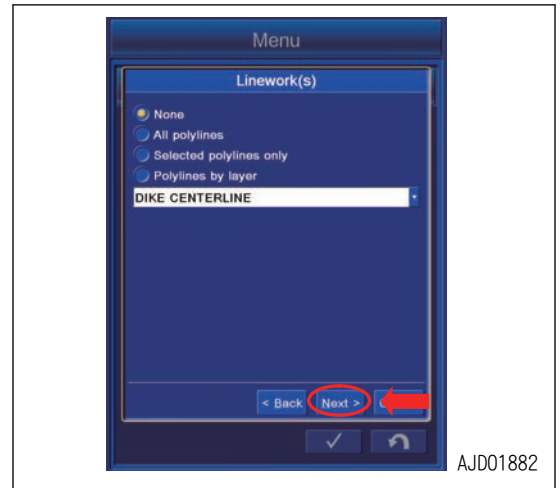 Menu
Linework(s)
None
All polylines
Selected polylines only
Polylines by layer
DIKE CENTERLINE
< Back Next >
AJD01882